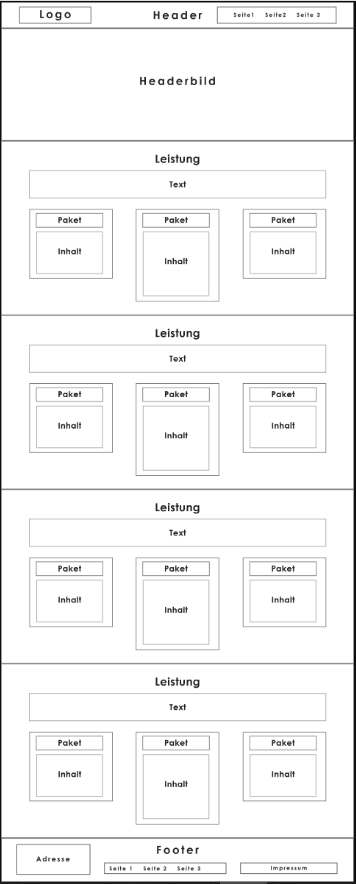 Logo Header Seite1 Seite2 Seite 3
Headerbild
Leistung
Text
Paket Paket Paket
Inhalt Inhalt Inhalt
Leistung
Text
Paket Paket Paket
Inhalt Inhalt Inhalt
Leistung
Text
Paket Paket Paket
Inhalt Inhalt Inhalt
Leistung
Text
Paket Paket Paket
Inhalt Inhalt Inhalt
Footer
Adresse
Seite 1 Seite 2 Seite 3 Impressum